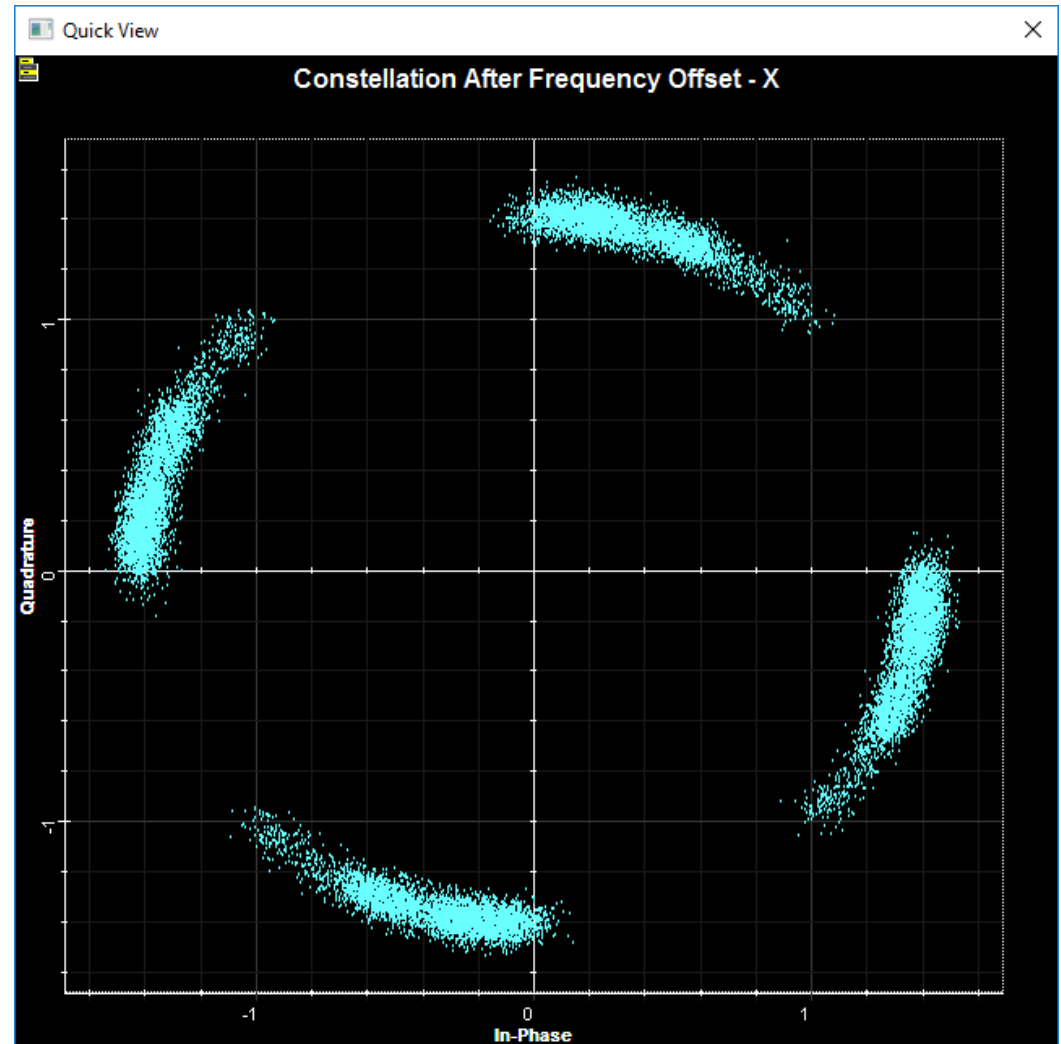 Quick View
Constellation After Frequency Offset - X
1
0
-1
Quadrature
-1
0
1
In-Phase